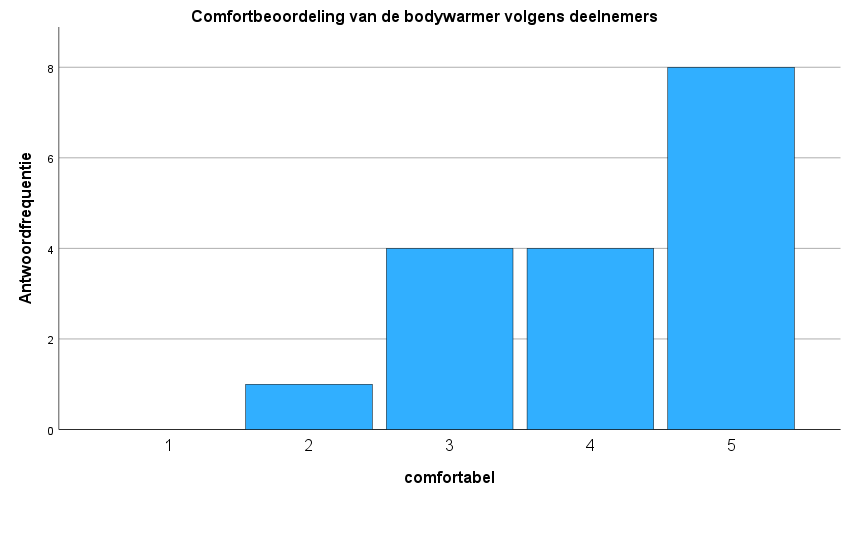 Comfortbeoordeling van de bodywarmer volgens deelnemers
Antwoordfrequentie
8
6
4
2
0
1 2 3 4 5
comfortabel